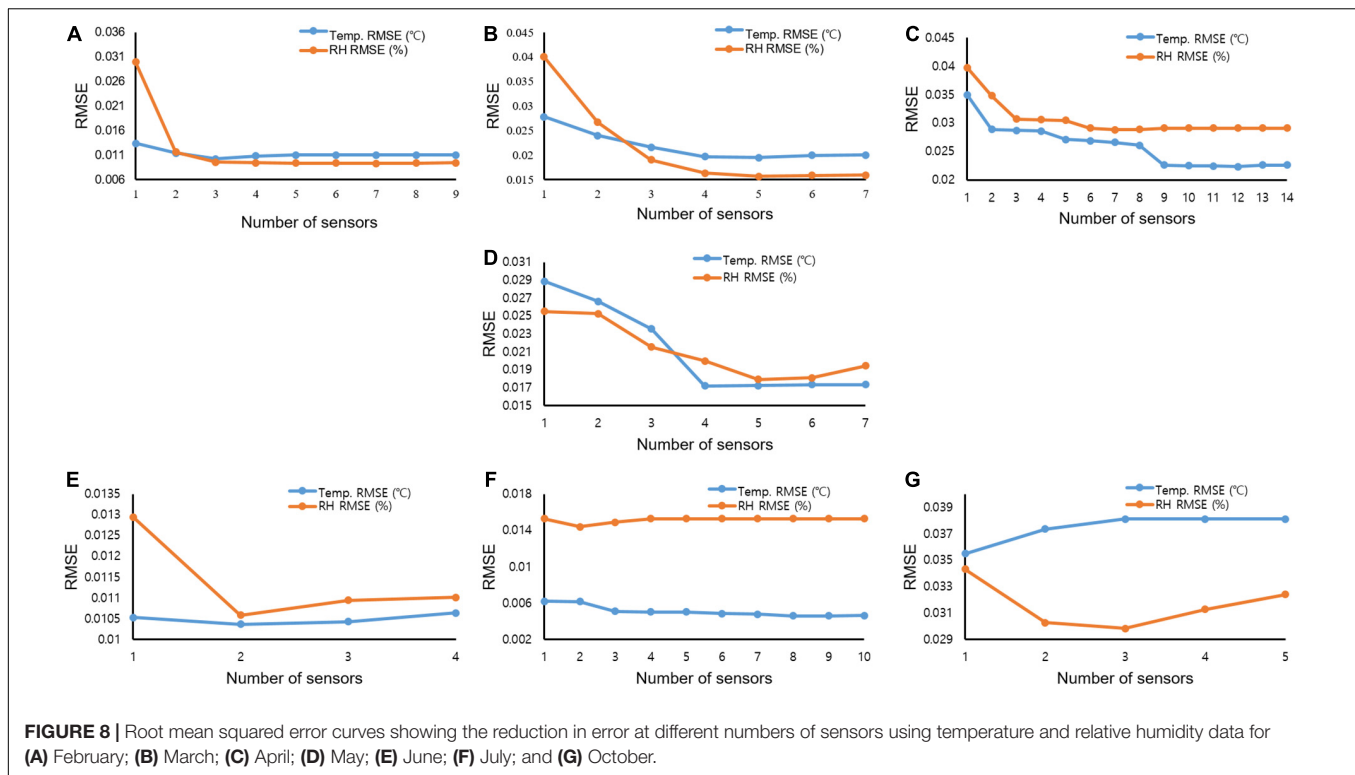 A
0.036
0.031
0.026
0.021
0.016
0.011
0.006
RMSE
Temp. RMSE (℃)
RH RMSE (%)
1 2 3 4 5 6 7 8 9
Number of sensors
B
0.045
0.04
0.035
0.03
0.025
0.02
0.015
RMSE
Temp. RMSE (℃)
RH RMSE (%)
1 2 3 4 5 6 7
Number of sensors
C
0.045
0.04
0.035
0.03
0.025
0.02
RMSE
Temp. RMSE (℃)
RH RMSE (%)
1 2 3 4 5 6 7 8 9 10 11 12 13 14
Number of sensors
D
0.031
0.029
0.027
0.025
0.023
0.021
0.019
0.017
0.015
RMSE
Temp. RMSE (℃)
RH RMSE (%)
1 2 3 4 5 6 7
Number of sensors
E
0.0135
0.013
0.0125
0.012
0.0115
0.011
0.0105
0.01
RMSE
Temp. RMSE (℃)
RH RMSE (%)
1 2 3 4
Number of sensors
F
0.018
0.014
0.01
0.006
0.002
RMSE
Temp. RMSE (℃)
RH RMSE (%)
1 2 3 4 5 6 7 8 9 10
Number of sensors
G
0.039
0.037
0.035
0.033
0.031
0.029
RMSE
Temp. RMSE (℃)
RH RMSE (%)
1 2 3 4 5
Number of sensors
FIGURE 8 | Root mean squared error curves showing the reduction in error at different numbers of sensors using temperature and relative humidity data for
(A) February; (B) March; (C) April; (D) May; (E) June; (F) July; and (G) October.